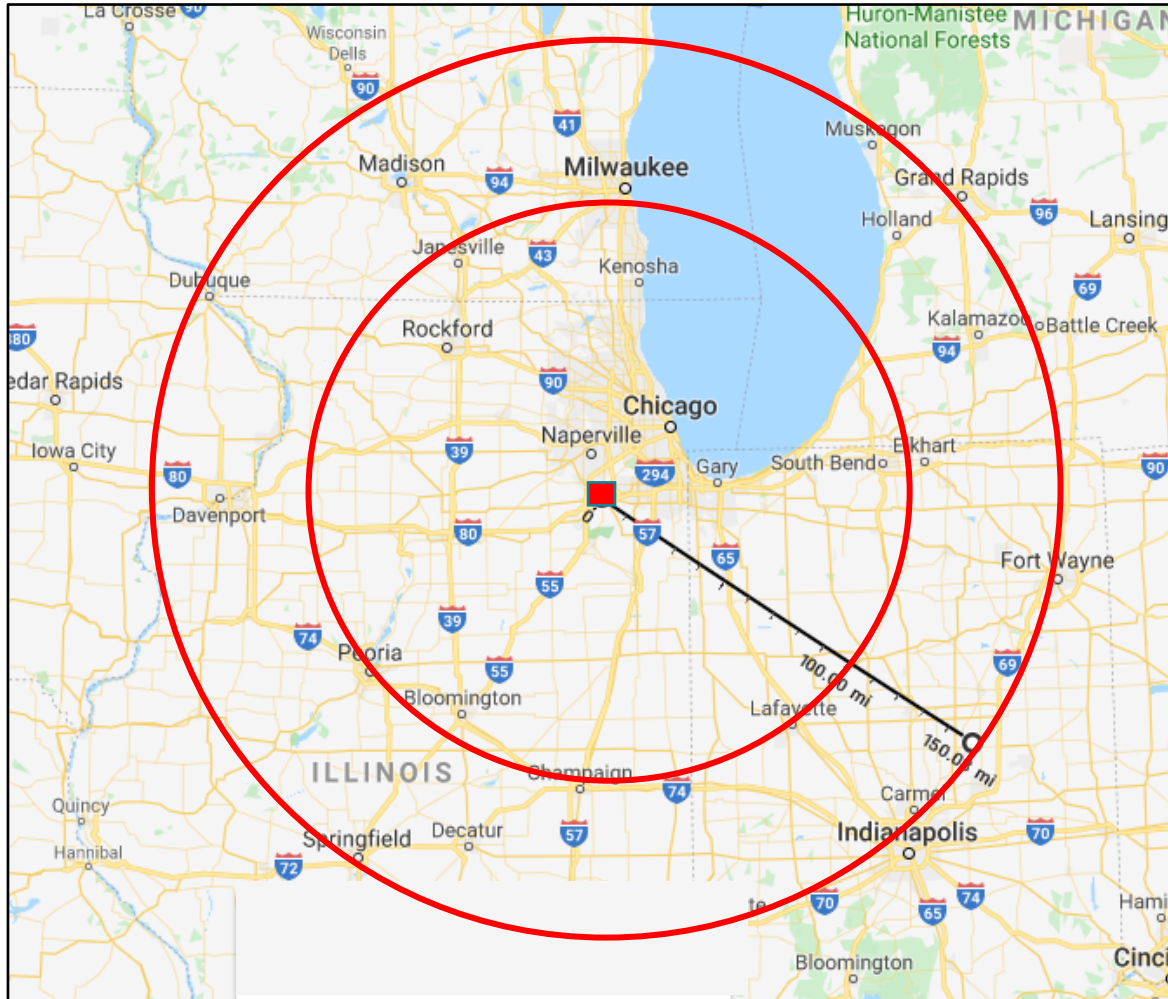 La Crosse
90
Huron-Manistee
National Forests
MICHIGAN
Wisconsin
Dells
90
41
Muskegon
Madison
94
Milwaukee
Grand Rapids
96
Holland
Lansing
Janesville
43
Kenosha
Dubuque
69
Rockford
Kalamazoo
Battle Creek
380
94
90
edar Rapids
Chicago
Naperville
39
Iowa City
80
294
Gary
South Bend
Elkhart
90
Davenport
0
80
57
65
Fort Wayne
55
39
74
Peoria
55
100.00 mi
69
Bloomington
Lafayette
150.03 mi
ILLINOIS
Champaign
74
Carmel
Quincy
Springfield
Decatur
57
Indianapolis
70
Hannibal
72
te
70
65
74
Hami
Bloomington
Cinci